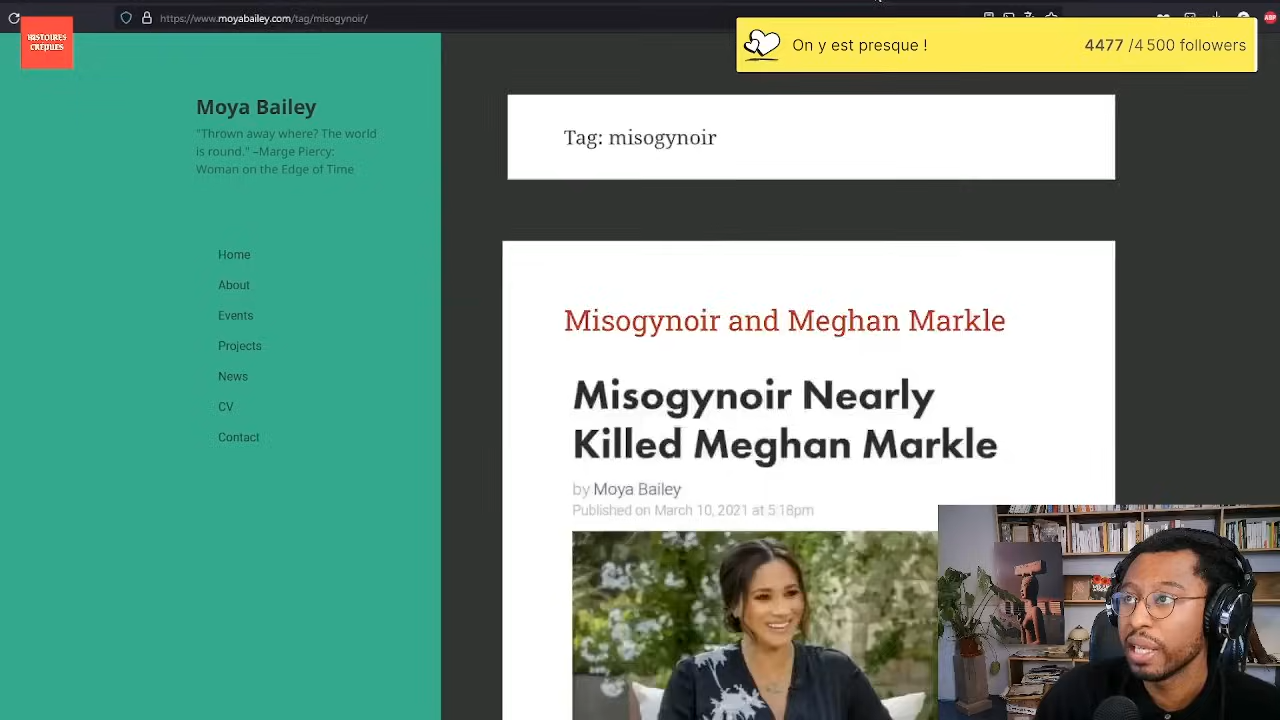 https://www.moyabailey.com/tag/misogynoir/
HISTOIRES
CRÉPUES
On y est presque !
4477 /4 500 followers
Moya Bailey
"Thrown away where? The world
is round." –Marge Piercy:
Woman on the Edge of Time
Home
About
Events
Projects
News
CV
Contact
Tag: misogynoir
Misogynoir and Meghan Markle
Misogynoir Nearly
Killed Meghan Markle
by Moya Bailey
Published on March 10, 2021 at 5:18pm
ABP